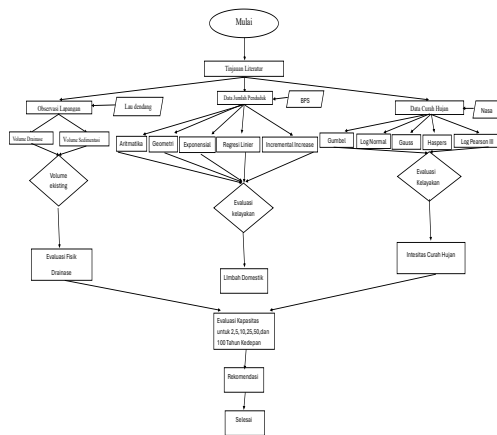 Mulai
Tinjauan Literatur
Observasi Lapangan
Lau dendang
Data Jumlah Penduduk
BPS
Data Curah Hujan
Nasa
Volume Drainase
Volume Sedimentasi
Aritmatika
Geometri
Exponensial
Regresi Linier
Incremental Increase
Gumbel
Log Normal
Gauss
Haspers
Log Pearson III
Volume
eksisting
Evaluasi
kelayakan
Evaluasi
Kelayakan
Evaluasi Fisik
Drainase
Limbah Domestik
Intesitas Curah Hujan
Evaluasi Kapasitas
untuk 2,5,10,25,50,dan
100 Tahun Kedepan
Rekomendasi
Selesai